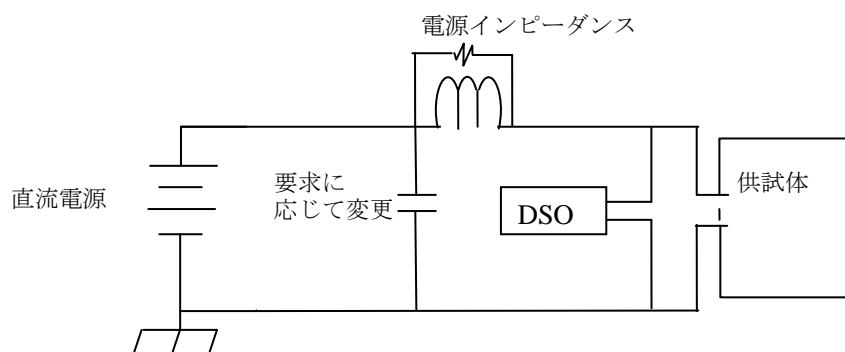 電源インピーダンス
直流電源
要求に
応じて変更
DSO
供試体